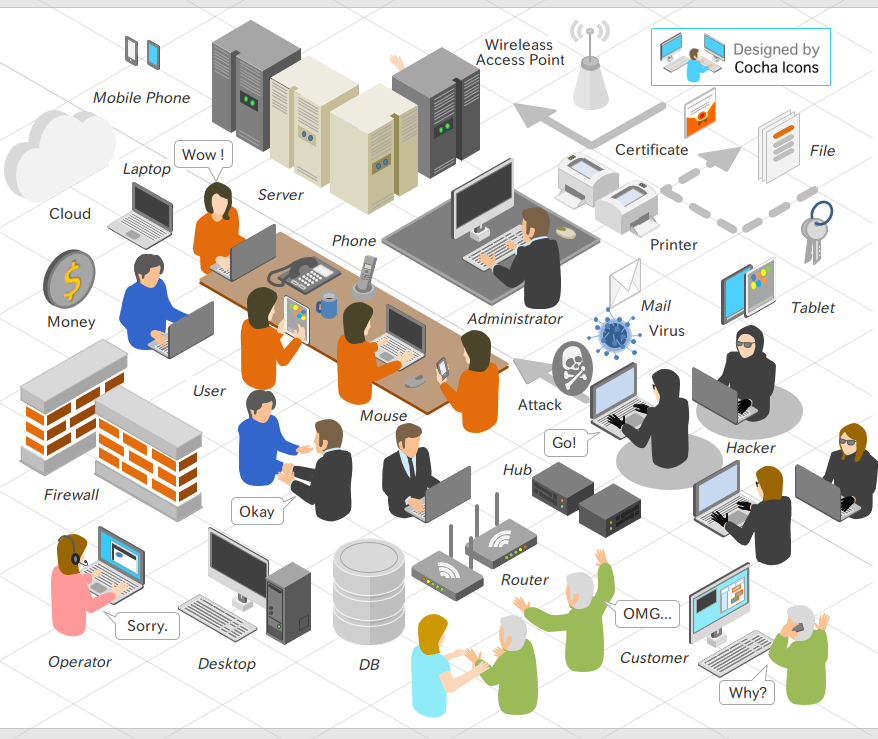 Wireleass
Access Point
Designed by
Cocha Icons
Mobile Phone
Certificate
File
Wow !
Laptop
Server
Cloud
Phone
Printer
Mail
Tablet
Administrator
Money
Virus
User
Mouse
Attack
Go!
Hacker
Hub
Firewall
Okay
Router
Sorry.
OMG...
Operator
Desktop
DB
Customer
Why?